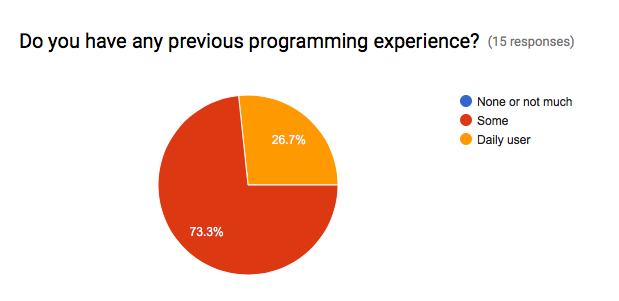 Do you have any previous programming experience? (15 responses)
None or not much
Some
Daily user
26.7%
73.3%